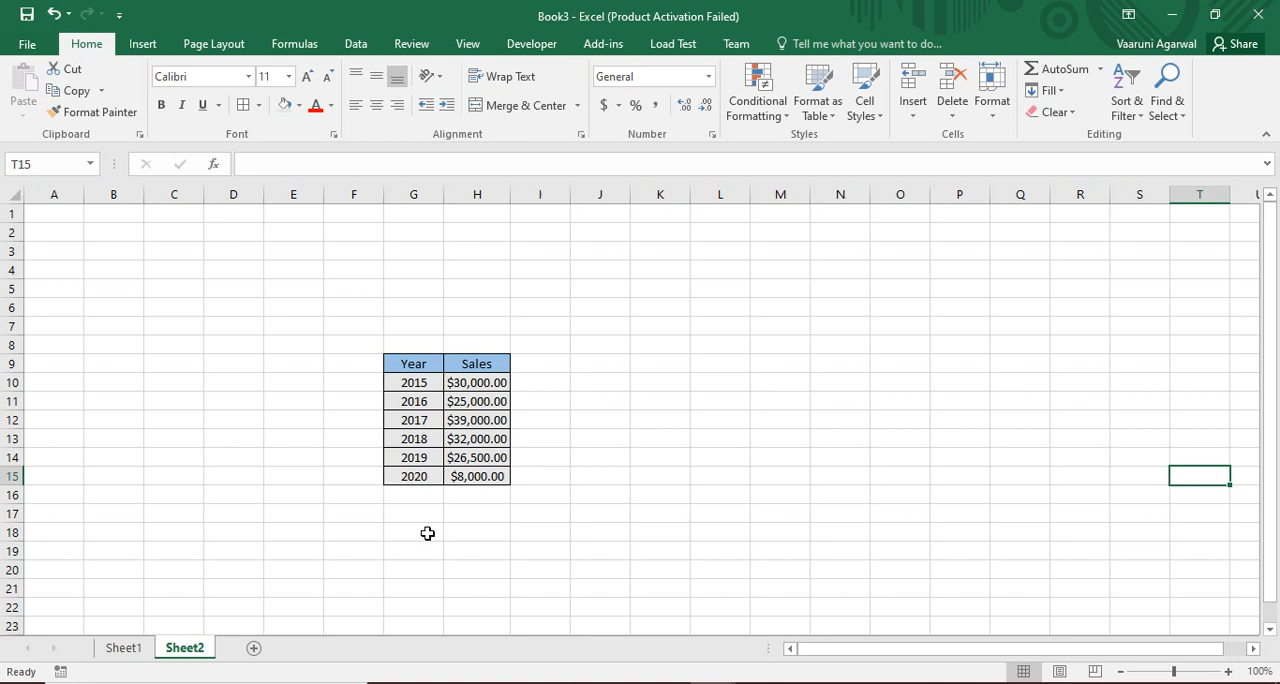 Book3 - Excel (Product Activation Failed)
File Home Insert Page Layout Formulas Data Review View Developer Add-ins Load Test Team Tell me what you want to do... Vaaruni Agarwal Share
Paste
Cut
Copy
Format Painter
Clipboard
Calibri 11
B I U
Font
Wrap Text
Merge & Center
Alignment
General
$ % ,
Number
Conditional Formatting
Format as Table
Cell Styles
Styles
Insert
Delete
Format
Cells
AutoSum
Fill
Clear
Sort & Filter
Find & Select
Editing
T15 fx
A B C D E F G H I J K L M N O P Q R S T
1
2
3
4
5
6
7
8
9 Year Sales
10 2015 $30,000.00
11 2016 $25,000.00
12 2017 $39,000.00
13 2018 $32,000.00
14 2019 $26,500.00
15 2020 $8,000.00
16
17
18
19
20
21
22
23
Sheet1 Sheet2
Ready 100%